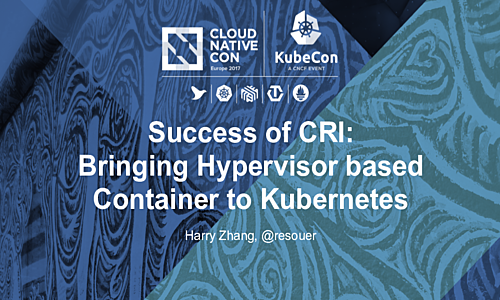 CLOUD
NATIVE
CON
Europe 2017
KubeCon
A CNCF EVENT
Success of CRI:
Bringing Hypervisor based
Container to Kubernetes
Harry Zhang, @resouer